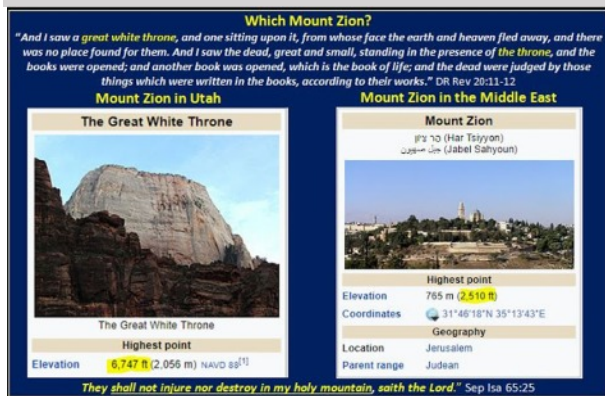 Which Mount Zion?
"And I saw a great white throne, and one sitting upon it, from whose face the earth and heaven fled away, and there
was no place found for them. And I saw the dead, great and small, standing in the presence of the throne, and the
books were opened; and another book was opened, which is the book of life; and the dead were judged by those
things which were written in the books, according to their works." DR Rev 20:11-12
Mount Zion in Utah
The Great White Throne
The Great White Throne
Highest point
Elevation 6,747 ft (2,056 m) NAVD 88[1]
Mount Zion in the Middle East
Mount Zion
הַר צִיּוֹן (Har Tsiyyon)
جبل صهيون (Jabel Sahyoun)
Highest point
Elevation 765 m (2,510 ft)
Coordinates 31°46′18″N 35°13′43″E
Geography
Location Jerusalem
Parent range Judean
They shall not injure nor destroy in my holy mountain, saith the Lord." Sep Isa 65:25